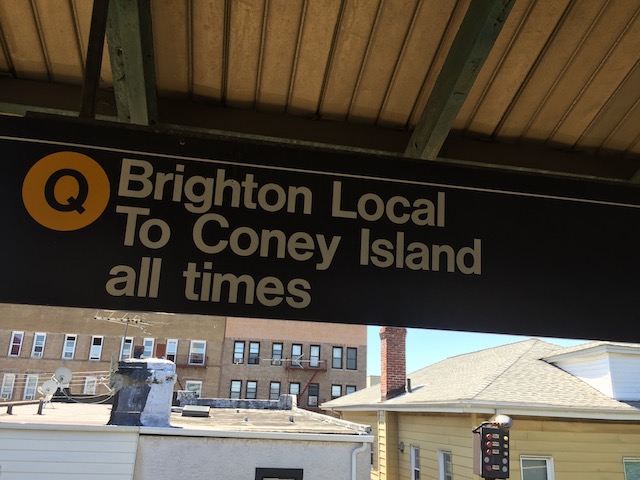 Q
Brighton Local
To Coney Island
all times